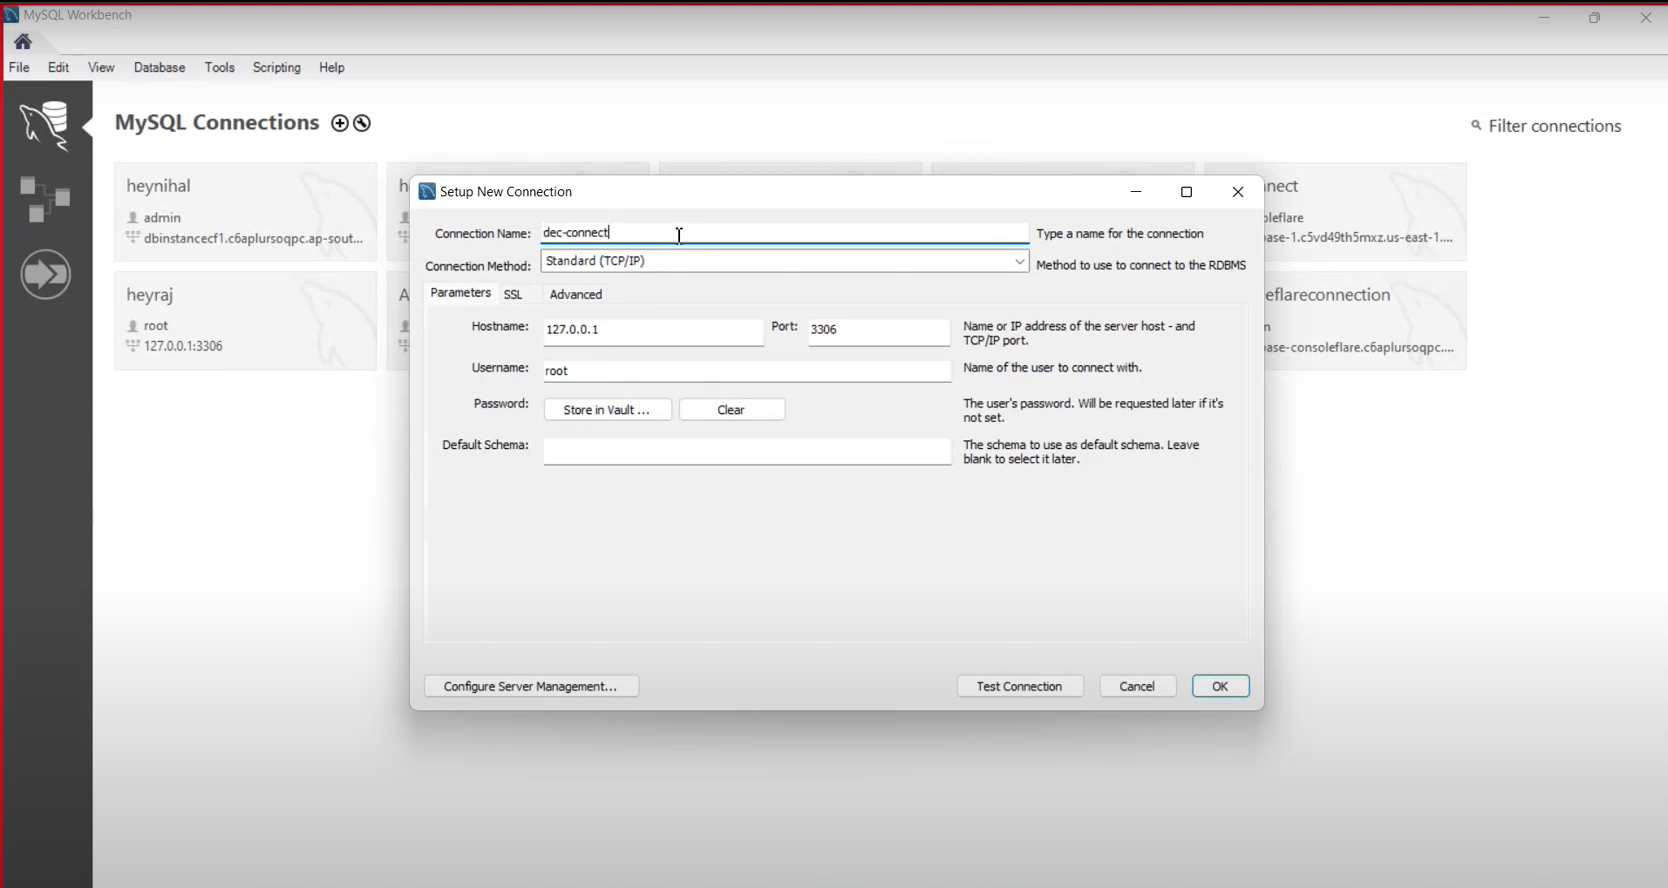 MySQL Workbench
File Edit View Database Tools Scripting Help
MySQL Connections
Filter connections
heynihal
admin
dbinstancecf1.c6aplursoqpc.ap-sout...
heyraj
root
127.0.0.1:3306
h
A
nnect
oleflare
ase-1.c5vd49th5mxz.us-east-1....
eflareconnection
n
ase-consoleflare.c6aplursoqpc....
Setup New Connection
Connection Name: dec-connect Type a name for the connection
Connection Method: Standard (TCP/IP) Method to use to connect to the RDBMS
Parameters SSL Advanced
Hostname: 127.0.0.1 Port: 3306 Name or IP address of the server host - and
TCP/IP port.
Username: root Name of the user to connect with.
Password: Store in Vault ... Clear The user's password. Will be requested later if it's
not set.
Default Schema: The schema to use as default schema. Leave
blank to select it later.
Configure Server Management... Test Connection Cancel OK